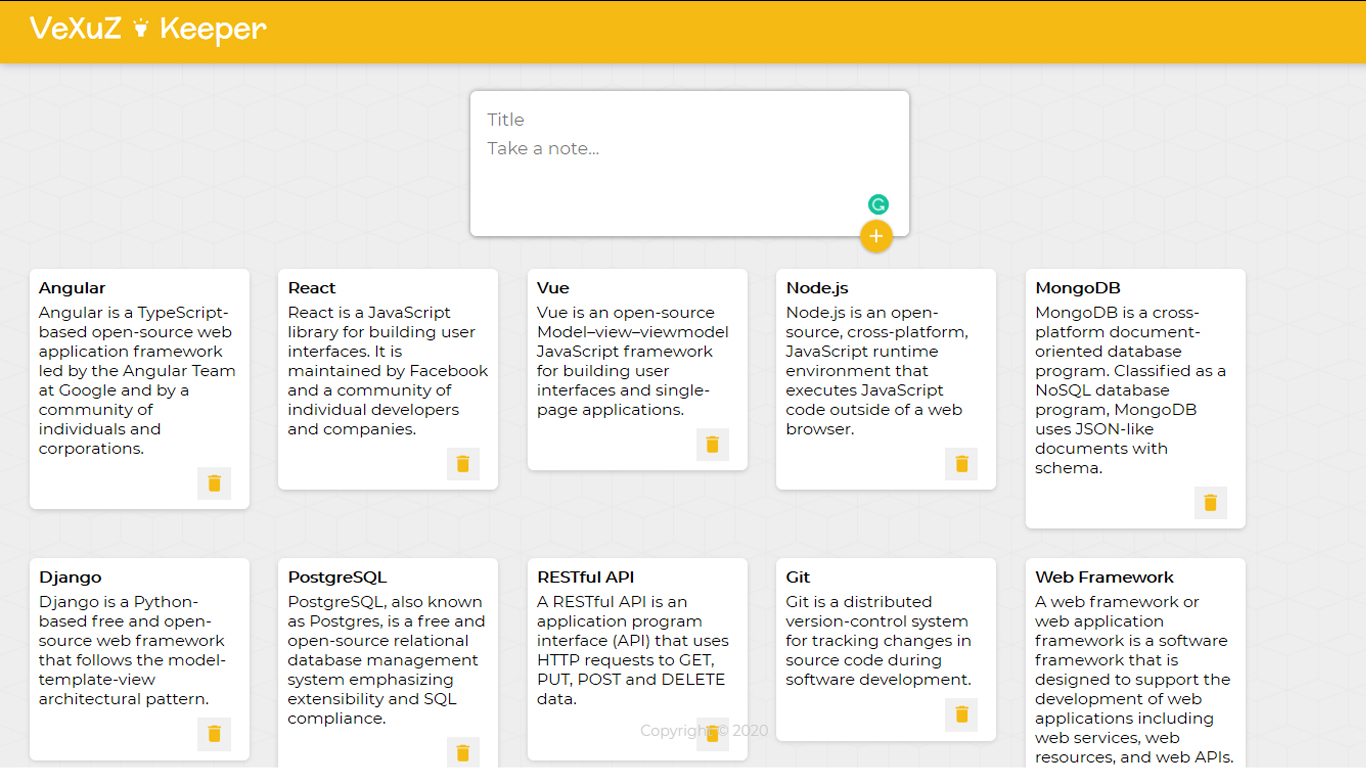 VeXuZ Keeper
Title
Take a note...
Angular
Angular is a TypeScript-
based open-source web
application framework
led by the Angular Team
at Google and by a
community of
individuals and
corporations.
React
React is a JavaScript
library for building user
interfaces. It is
maintained by Facebook
and a community of
individual developers
and companies.
Vue
Vue is an open-source
Model–view–viewmodel
JavaScript framework
for building user
interfaces and single-
page applications.
Node.js
Node.js is an open-
source, cross-platform,
JavaScript runtime
environment that
executes JavaScript
code outside of a web
browser.
MongoDB
MongoDB is a cross-
platform document-
oriented database
program. Classified as a
NoSQL database
program, MongoDB
uses JSON-like
documents with
schema.
Django
Django is a Python-
based free and open-
source web framework
that follows the model-
template-view
architectural pattern.
PostgreSQL
PostgreSQL, also known
as Postgres, is a free and
open-source relational
database management
system emphasizing
extensibility and SQL
compliance.
RESTful API
A RESTful API is an
application program
interface (API) that uses
HTTP requests to GET,
PUT, POST and DELETE
data.
Git
Git is a distributed
version-control system
for tracking changes in
source code during
software development.
Web Framework
A web framework or
web application
framework is a software
framework that is
designed to support the
development of web
applications including
web services, web
resources, and web APIs.
Copyright © 2020